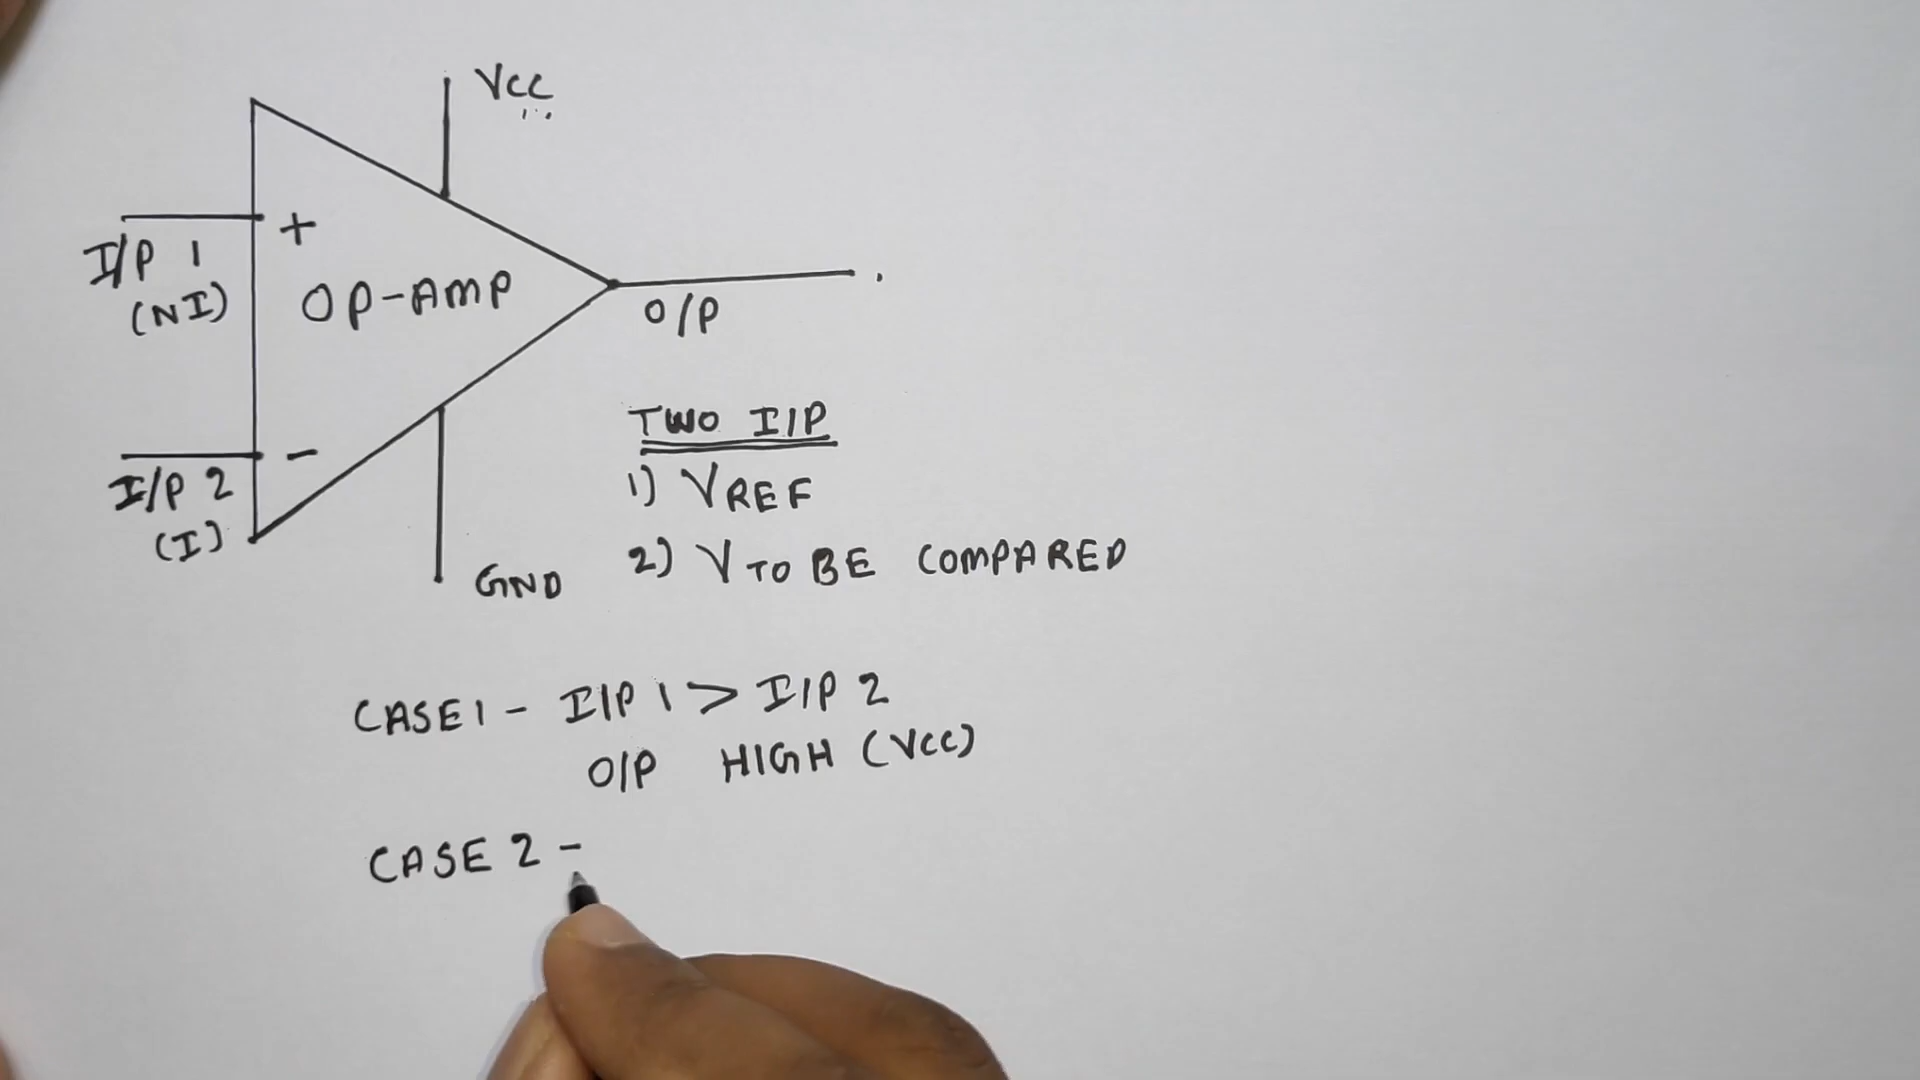 VCC
+
I/P 1
(NI)
OP-AMP
O/P
-
I/P 2
(I)
GND
TWO I/P
1) VREF
2) V TO BE COMPARED
CASE1 - I/P 1 > I/P 2
O/P HIGH (VCC)
CASE 2 -